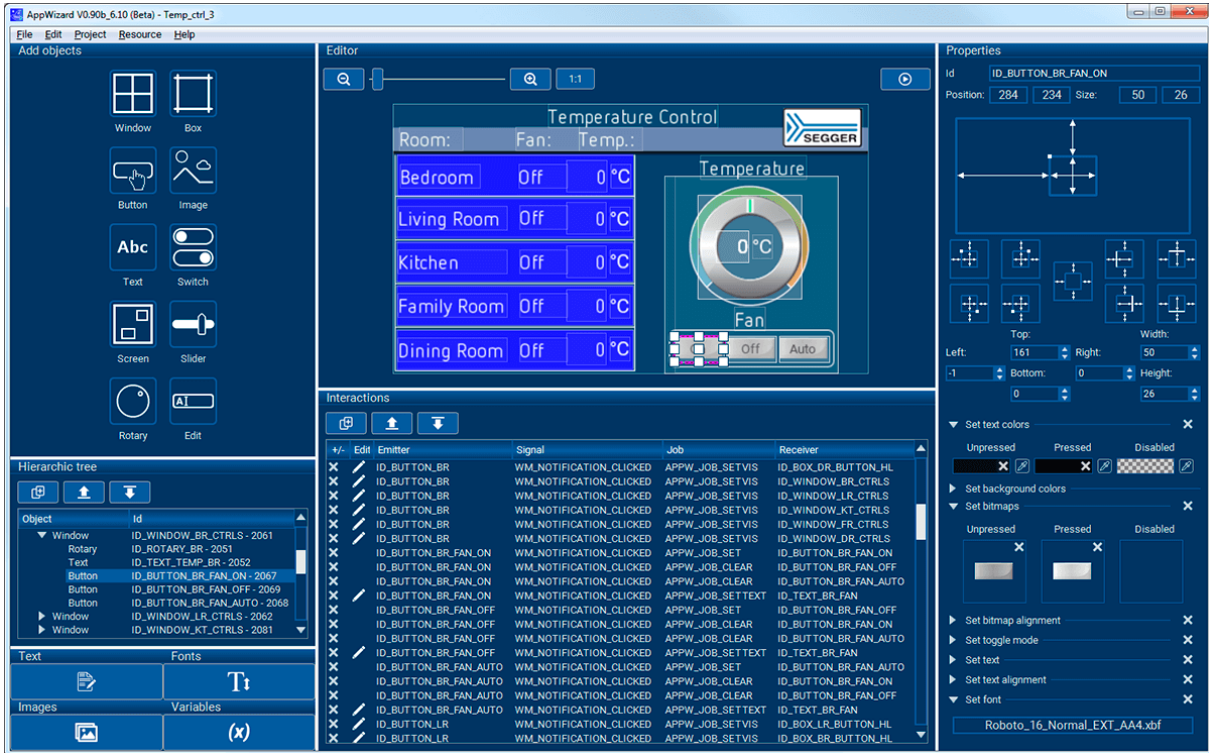 AppWizard V0.90b_6.10 (Beta) - Temp_ctrl_3
File Edit Project Resource Help
Add objects
Window Box
Button Image
Abc
Text Switch
Screen Slider
Rotary Edit
Hierarchic tree
Object Id
Window ID_WINDOW_BR_CTRLS - 2061
Rotary ID_ROTARY_BR - 2051
Text ID_TEXT_TEMP_BR - 2052
Button ID_BUTTON_BR_FAN_ON - 2067
Button ID_BUTTON_BR_FAN_OFF - 2069
Button ID_BUTTON_BR_FAN_AUTO - 2068
Window ID_WINDOW_LR_CTRLS - 2062
Window ID_WINDOW_KT_CTRLS - 2081
Text Fonts
Images Variables
(x)
Editor
1:1
Temperature Control
SEGGER
Room: Fan: Temp.:
Bedroom Off 0 °C
Living Room Off 0 °C
Kitchen Off 0 °C
Family Room Off 0 °C
Dining Room Off 0 °C
Temperature
0 °C
Fan
Off Auto
Interactions
+/- Edit Emitter Signal Job Receiver
ID_BUTTON_BR WM_NOTIFICATION_CLICKED APPW_JOB_SETVIS ID_BOX_DR_BUTTON_HL
ID_BUTTON_BR WM_NOTIFICATION_CLICKED APPW_JOB_SETVIS ID_WINDOW_BR_CTRLS
ID_BUTTON_BR WM_NOTIFICATION_CLICKED APPW_JOB_SETVIS ID_WINDOW_LR_CTRLS
ID_BUTTON_BR WM_NOTIFICATION_CLICKED APPW_JOB_SETVIS ID_WINDOW_KT_CTRLS
ID_BUTTON_BR WM_NOTIFICATION_CLICKED APPW_JOB_SETVIS ID_WINDOW_FR_CTRLS
ID_BUTTON_BR WM_NOTIFICATION_CLICKED APPW_JOB_SETVIS ID_WINDOW_DR_CTRLS
ID_BUTTON_BR_FAN_ON WM_NOTIFICATION_CLICKED APPW_JOB_SET ID_BUTTON_BR_FAN_ON
ID_BUTTON_BR_FAN_ON WM_NOTIFICATION_CLICKED APPW_JOB_CLEAR ID_BUTTON_BR_FAN_OFF
ID_BUTTON_BR_FAN_ON WM_NOTIFICATION_CLICKED APPW_JOB_CLEAR ID_BUTTON_BR_FAN_AUTO
ID_BUTTON_BR_FAN_ON WM_NOTIFICATION_CLICKED APPW_JOB_SETTEXT ID_TEXT_BR_FAN
ID_BUTTON_BR_FAN_OFF WM_NOTIFICATION_CLICKED APPW_JOB_SET ID_BUTTON_BR_FAN_OFF
ID_BUTTON_BR_FAN_OFF WM_NOTIFICATION_CLICKED APPW_JOB_CLEAR ID_BUTTON_BR_FAN_ON
ID_BUTTON_BR_FAN_OFF WM_NOTIFICATION_CLICKED APPW_JOB_CLEAR ID_BUTTON_BR_FAN_AUTO
ID_BUTTON_BR_FAN_OFF WM_NOTIFICATION_CLICKED APPW_JOB_SETTEXT ID_TEXT_BR_FAN
ID_BUTTON_BR_FAN_AUTO WM_NOTIFICATION_CLICKED APPW_JOB_SET ID_BUTTON_BR_FAN_AUTO
ID_BUTTON_BR_FAN_AUTO WM_NOTIFICATION_CLICKED APPW_JOB_CLEAR ID_BUTTON_BR_FAN_ON
ID_BUTTON_BR_FAN_AUTO WM_NOTIFICATION_CLICKED APPW_JOB_CLEAR ID_BUTTON_BR_FAN_OFF
ID_BUTTON_BR_FAN_AUTO WM_NOTIFICATION_CLICKED APPW_JOB_SETTEXT ID_TEXT_BR_FAN
ID_BUTTON_LR WM_NOTIFICATION_CLICKED APPW_JOB_SETVIS ID_BOX_LR_BUTTON_HL
ID_BUTTON_LR WM_NOTIFICATION_CLICKED APPW_JOB_SETVIS ID_BOX_BR_BUTTON_HL
Properties
Id ID_BUTTON_BR_FAN_ON
Position: 284 234 Size: 50 26
Top: Width:
Left: 161 Right: 50
-1 Bottom: 0 Height:
0 26
Set text colors
Unpressed Pressed Disabled
Set background colors
Set bitmaps
Unpressed Pressed Disabled
Set bitmap alignment
Set toggle mode
Set text
Set text alignment
Set font
Roboto_16_Normal_EXT_AA4.xbf